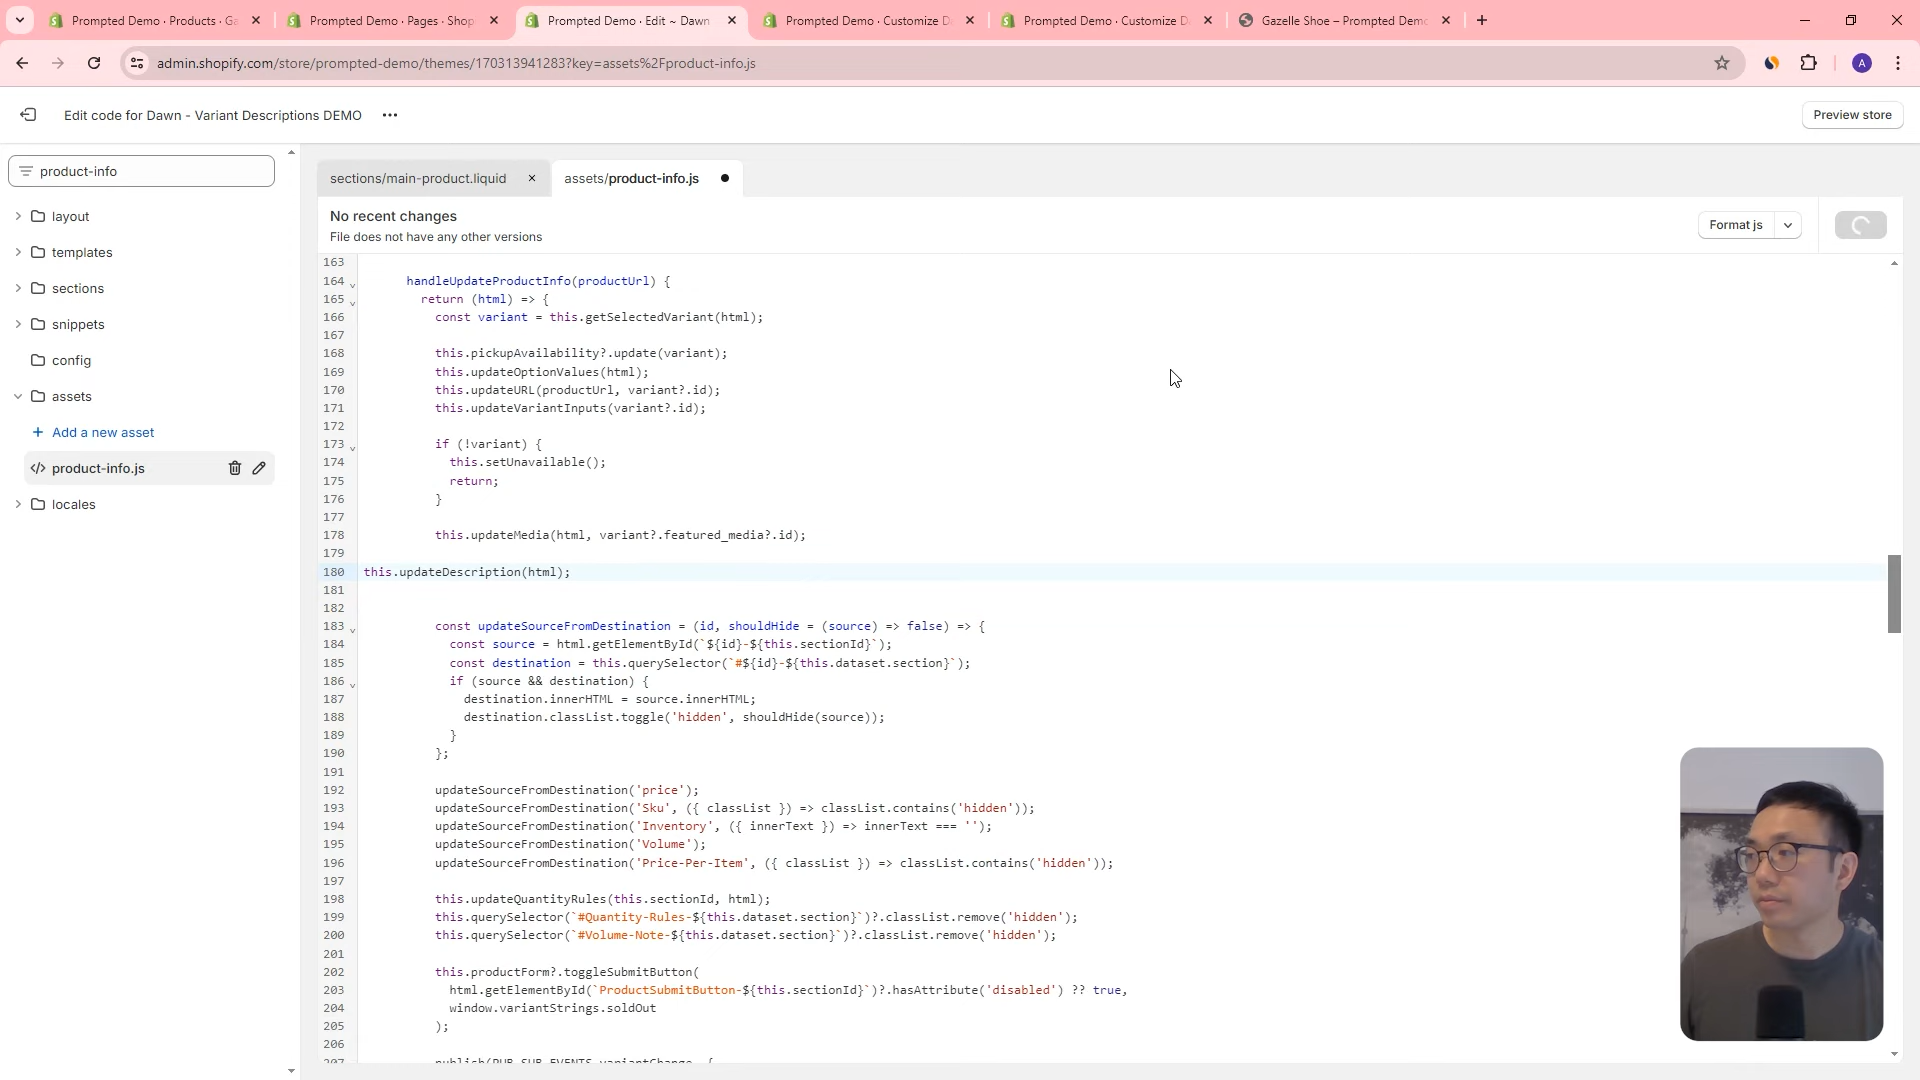 Prompted Demo · Products · Ga
Prompted Demo · Pages · Shop
Prompted Demo · Edit ~ Dawn
Prompted Demo · Customize D
Prompted Demo · Customize D
Gazelle Shoe – Prompted Demo
admin.shopify.com/store/prompted-demo/themes/170313941283?key=assets%2Fproduct-info.js
A
Edit code for Dawn - Variant Descriptions DEMO
Preview store
product-info
layout
templates
sections
snippets
config
assets
Add a new asset
product-info.js
locales
sections/main-product.liquid
assets/product-info.js
No recent changes
File does not have any other versions
Format js
163
164 handleUpdateProductInfo(productUrl) {
165 return (html) => {
166 const variant = this.getSelectedVariant(html);
167
168 this.pickupAvailability?.update(variant);
169 this.updateOptionValues(html);
170 this.updateURL(productUrl, variant?.id);
171 this.updateVariantInputs(variant?.id);
172
173 if (!variant) {
174 this.setUnavailable();
175 return;
176 }
177
178 this.updateMedia(html, variant?.featured_media?.id);
179
180 this.updateDescription(html);
181
182
183 const updateSourceFromDestination = (id, shouldHide = (source) => false) => {
184 const source = html.getElementById(`${id}-${this.sectionId}`);
185 const destination = this.querySelector(`#${id}-${this.dataset.section}`);
186 if (source && destination) {
187 destination.innerHTML = source.innerHTML;
188 destination.classList.toggle('hidden', shouldHide(source));
189 }
190 };
191
192 updateSourceFromDestination('price');
193 updateSourceFromDestination('Sku', ({ classList }) => classList.contains('hidden'));
194 updateSourceFromDestination('Inventory', ({ innerText }) => innerText === '');
195 updateSourceFromDestination('Volume');
196 updateSourceFromDestination('Price-Per-Item', ({ classList }) => classList.contains('hidden'));
197
198 this.updateQuantityRules(this.sectionId, html);
199 this.querySelector(`#Quantity-Rules-${this.dataset.section}`)?.classList.remove('hidden');
200 this.querySelector(`#Volume-Note-${this.dataset.section}`)?.classList.remove('hidden');
201
202 this.productForm?.toggleSubmitButton(
203 html.getElementById(`ProductSubmitButton-${this.sectionId}`)?.hasAttribute('disabled') ?? true,
204 window.variantStrings.soldOut
205 );
206
207 publish(PUB_SUB_EVENTS.variantChange, {